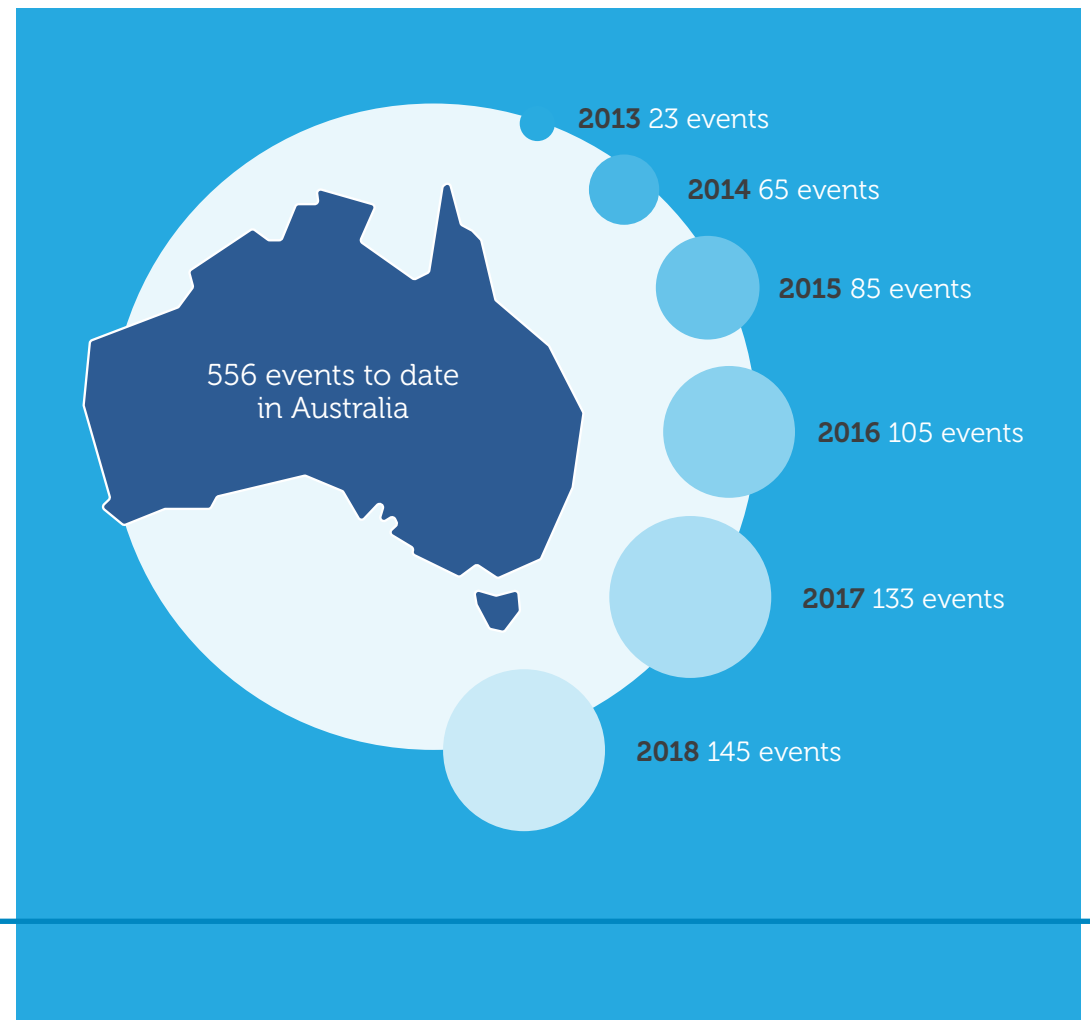 2013 23 events
2014 65 events
2015 85 events
556 events to date
in Australia
2016 105 events
2017 133 events
2018 145 events